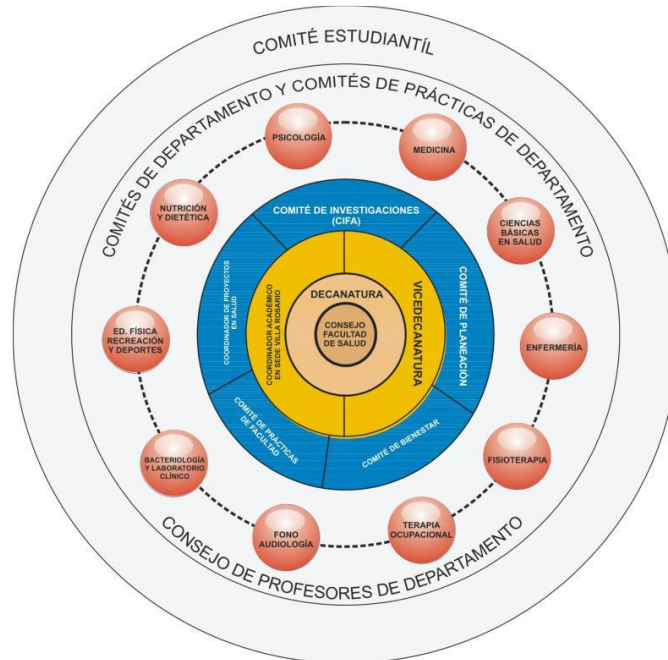 COMITÉ ESTUDIANTÍL
COMITÉS DE DEPARTAMENTO Y COMITÉS DE PRÁCTICAS DE DEPARTAMENTO
PSICOLOGÍA
MEDICINA
NUTRICIÓN
Y DIETÉTICA
CIENCIAS
BÁSICAS
EN SALUD
COMITÉ DE INVESTIGACIONES
(CIFA)
COORDINADOR DE PROYECTOS
EN SALUD
COORDINADOR ACADÉMICO
EN SEDE VILLA ROSARIO
DECANATURA
CONSEJO
FACULTAD
DE SALUD
VICEDECANATURA
COMITÉ DE PLANEACIÓN
ED. FÍSICA
RECREACIÓN
Y DEPORTES
ENFERMERÍA
COMITÉ DE PRÁCTICAS
DE FACULTAD
COMITÉ DE BIENESTAR
BACTERIOLOGÍA
Y LABORATORIO
CLÍNICO
FISIOTERAPIA
FONO
AUDIOLOGÍA
TERAPIA
OCUPACIONAL
CONSEJO DE PROFESORES DE DEPARTAMENTO